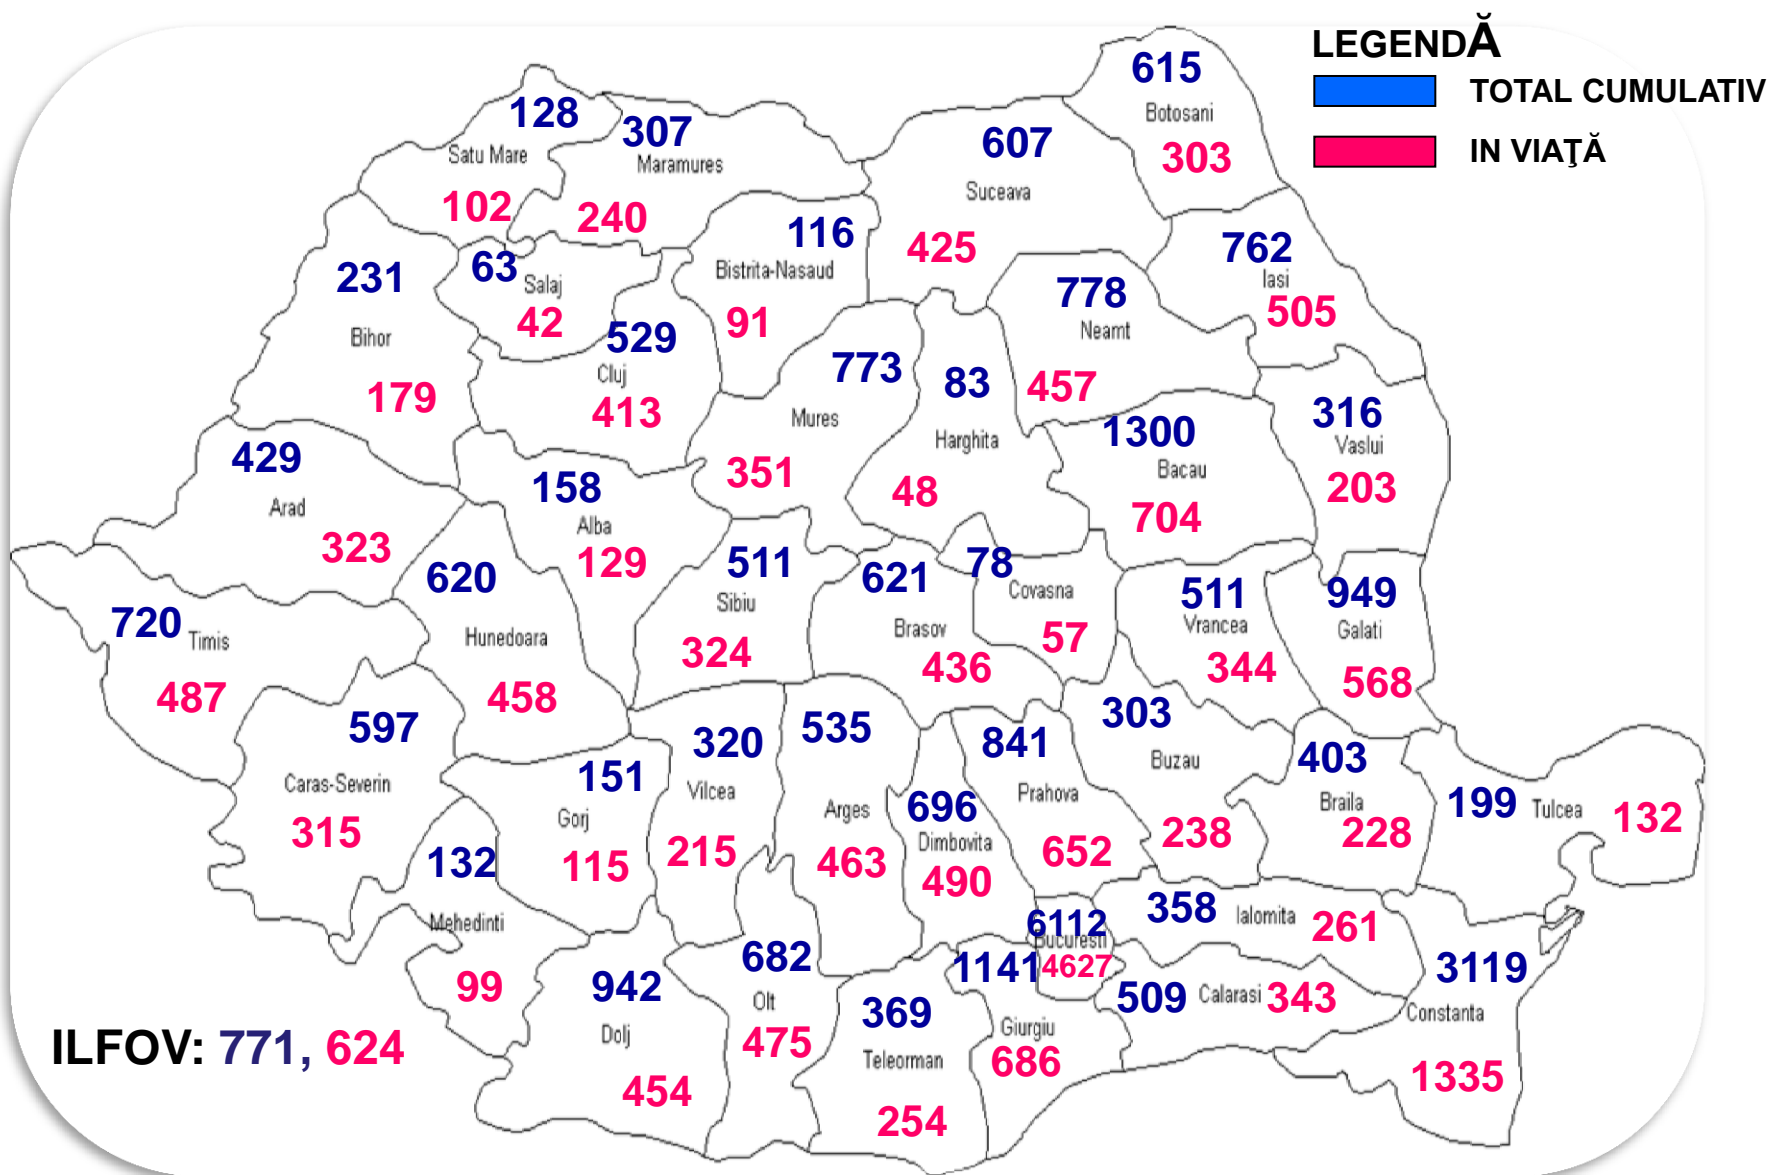 LEGENDĂ
TOTAL CUMULATIV
IN VIAŢĂ
615
Botosani
303
128
Satu Mare
102
307
Maramures
240
607
Suceava
425
116
Bistrita-Nasaud
91
762
Iasi
505
63
Salaj
42
231
Bihor
179
778
Neamt
457
529
Cluj
413
773
Mures
351
83
Harghita
48
1300
Bacau
704
316
Vaslui
203
429
Arad
323
158
Alba
129
620
Hunedoara
458
511
Sibiu
324
621
Brasov
436
78
Covasna
57
511
Vrancea
344
949
Galati
568
720
Timis
487
597
Caras-Severin
315
151
Gorj
115
320
Vilcea
215
535
Arges
463
696
Dimbovita
490
841
Prahova
652
303
Buzau
238
403
Braila
228
199
Tulcea
132
132
Mehedinti
99
942
Dolj
454
682
Olt
475
369
Teleorman
254
1141
Giurgiu
686
6112
Bucuresti
4627
358
Ialomita
261
509
Calarasi
343
3119
Constanta
1335
ILFOV: 771, 624